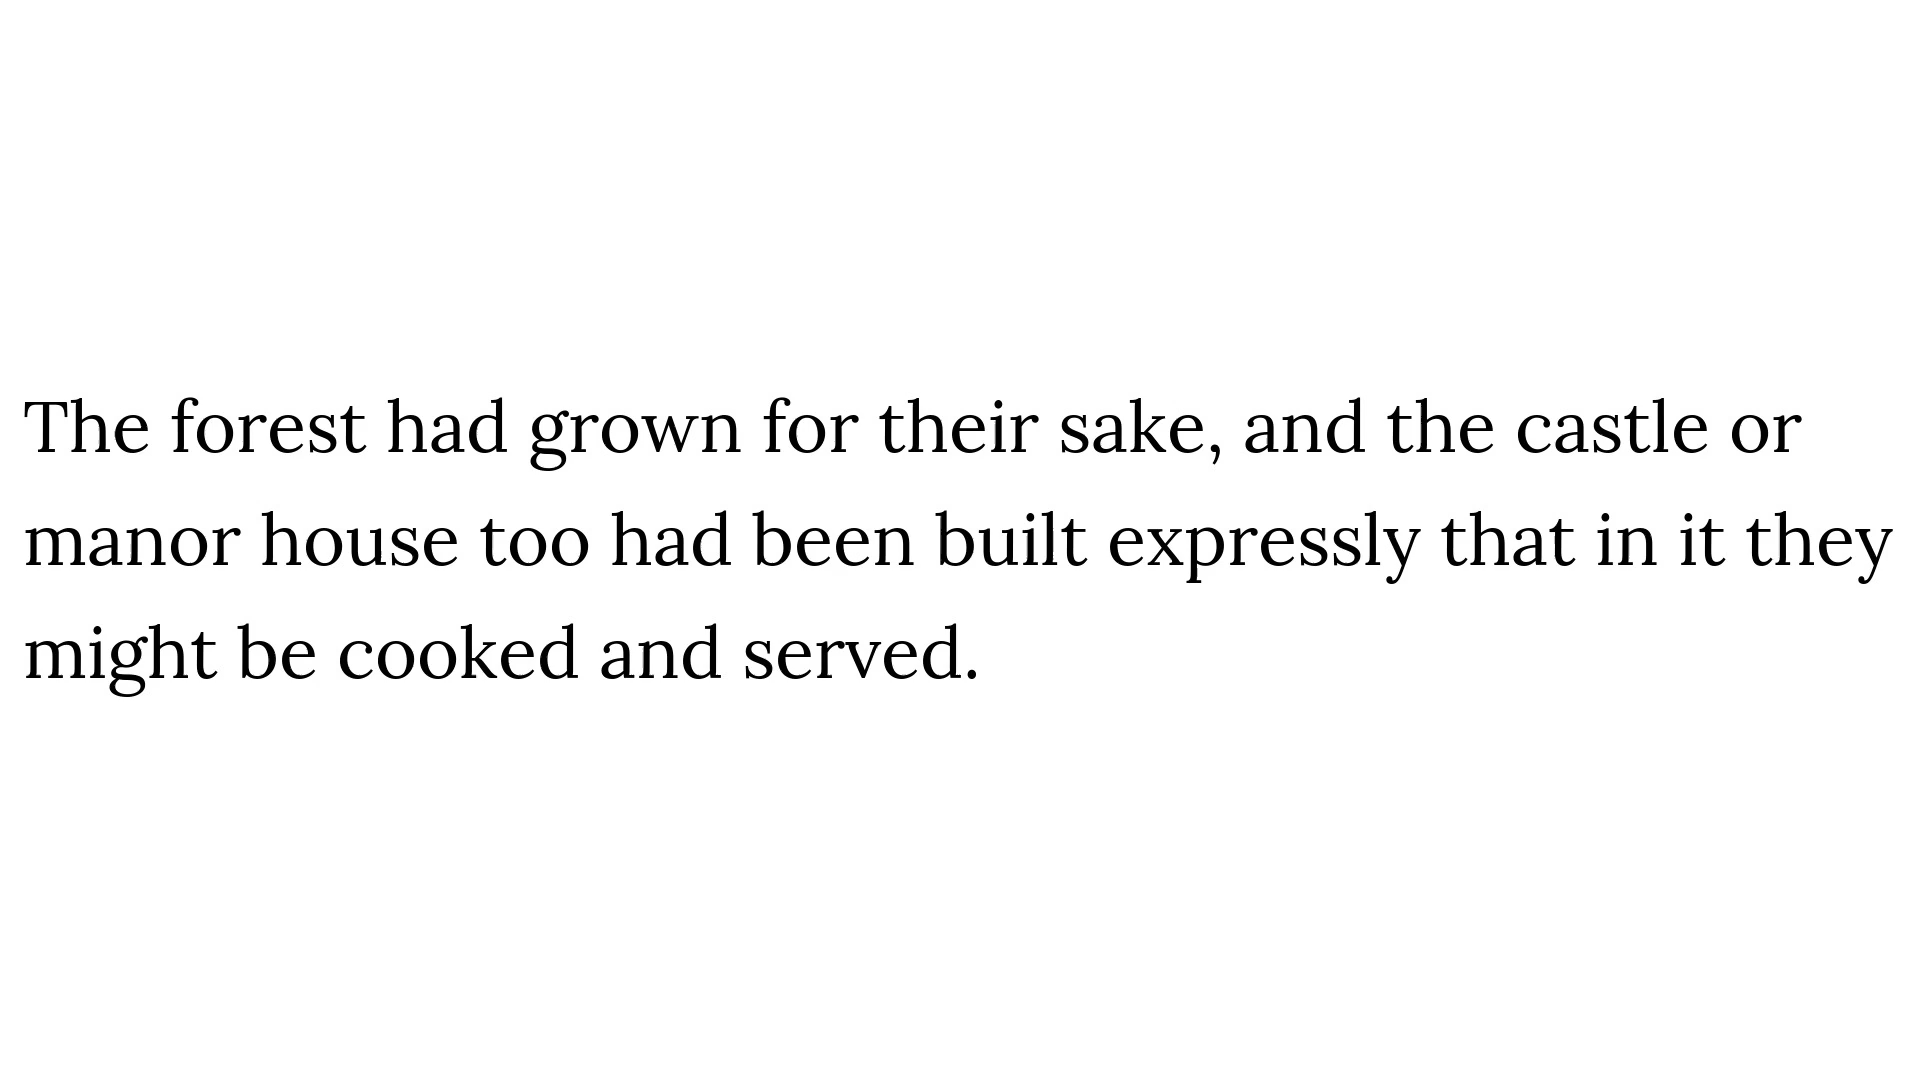 The forest had grown for their sake, and the castle or
manor house too had been built expressly that in it they
might be cooked and served.